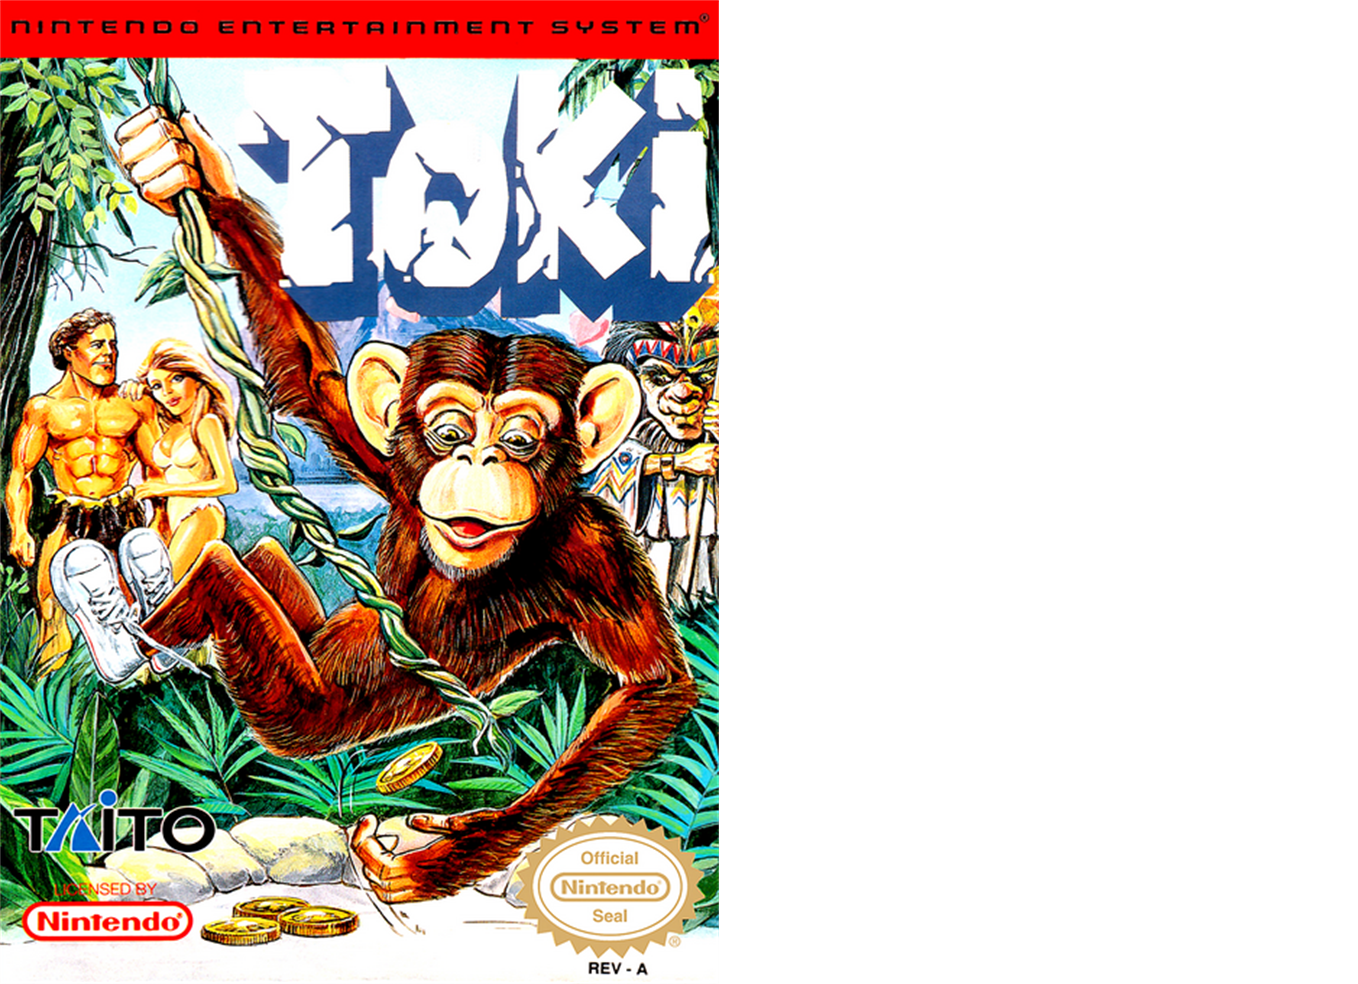 NINTENDO ENTERTAINMENT SYSTEM®
TOKi
TAiTO
LICENSED BY
Nintendo®
Official
Nintendo®
Seal
®
REV - A